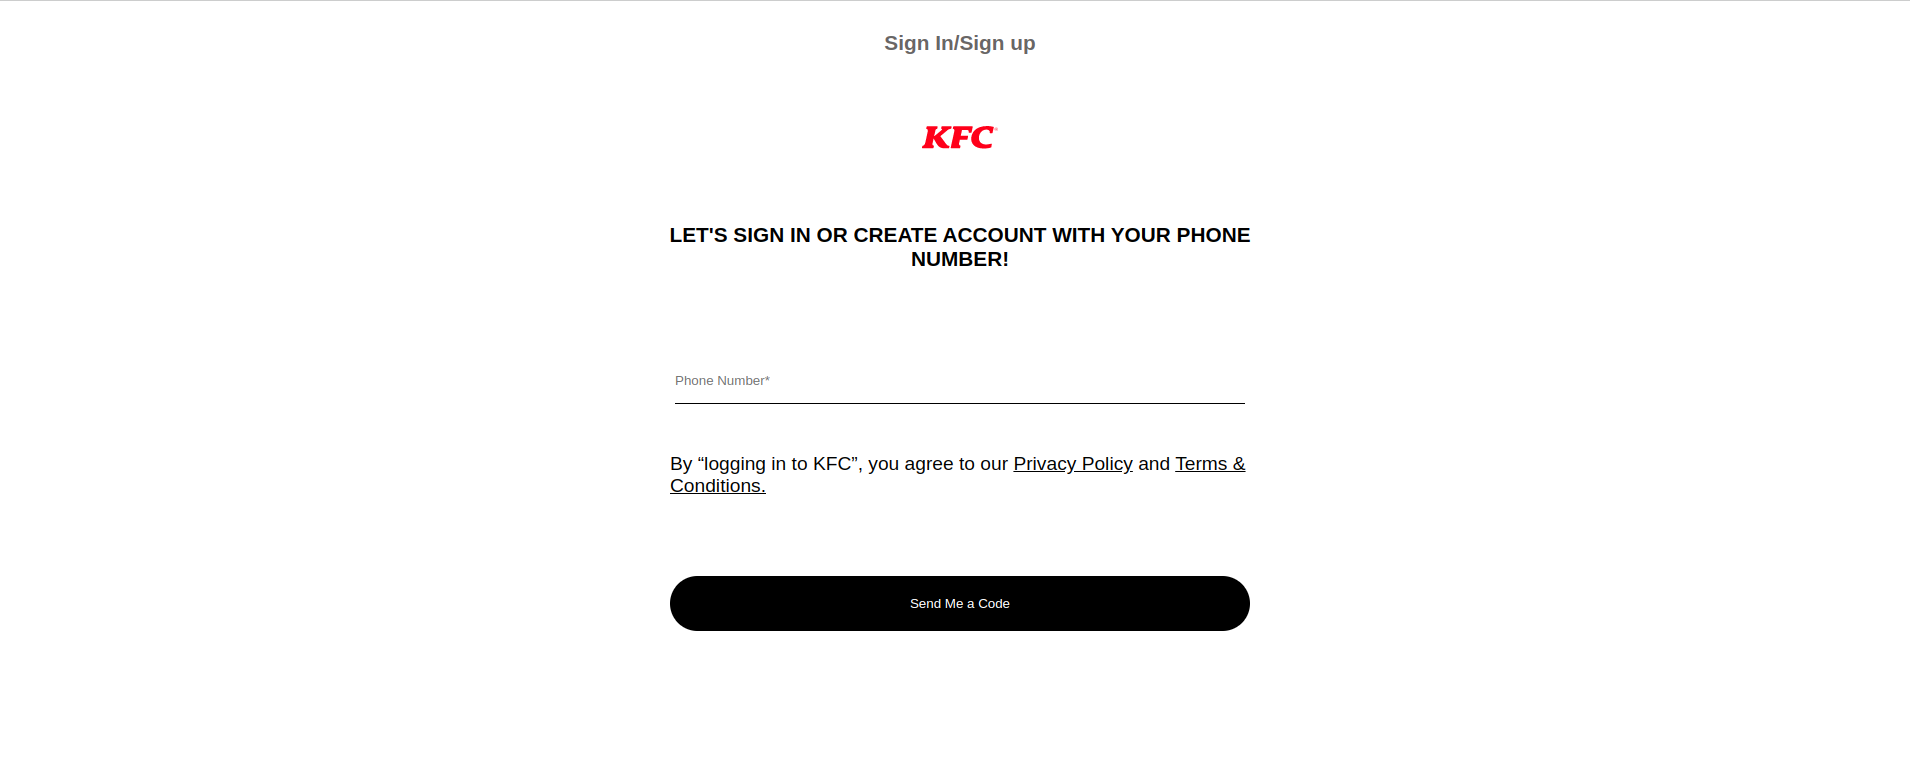 Sign In/Sign up
KFC
LET'S SIGN IN OR CREATE ACCOUNT WITH YOUR PHONE
NUMBER!
Phone Number*
By “logging in to KFC”, you agree to our Privacy Policy and Terms &
Conditions.
Send Me a Code